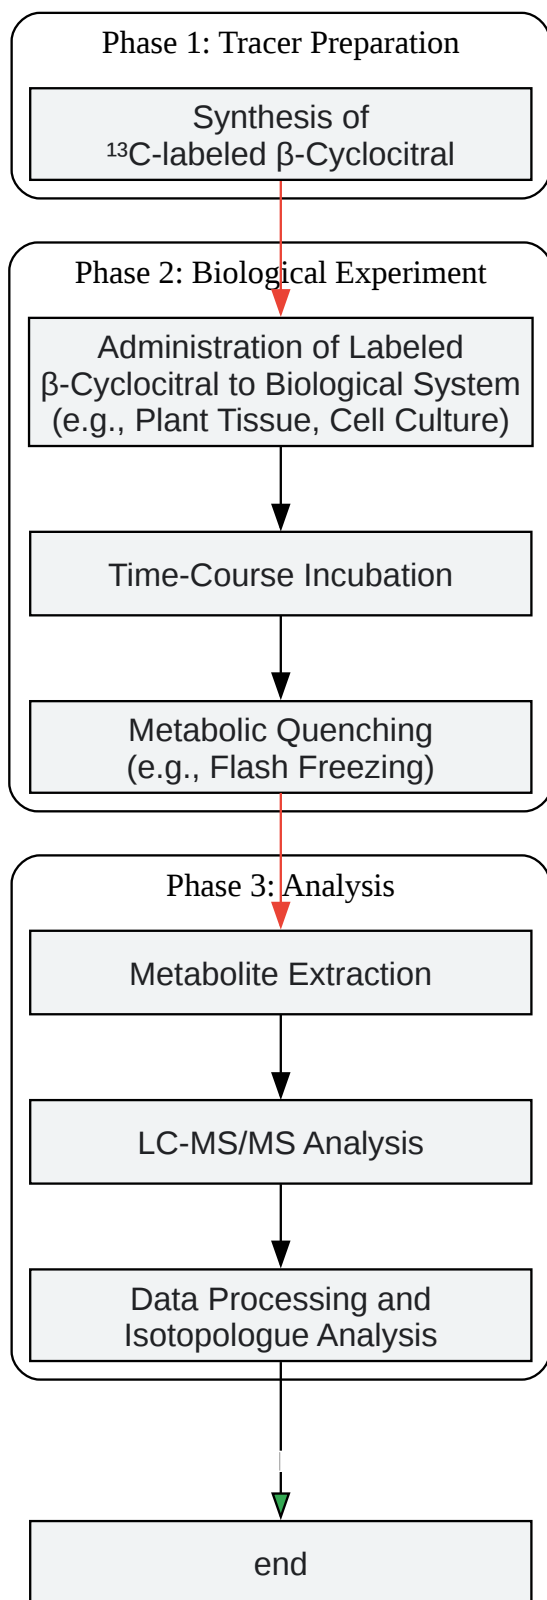 Phase 1: Tracer Preparation
Synthesis of
¹³C-labeled β-Cyclocitral
Phase 2: Biological Experiment
Administration of Labeled
β-Cyclocitral to Biological System
(e.g., Plant Tissue, Cell Culture)
Time-Course Incubation
Metabolic Quenching
(e.g., Flash Freezing)
Phase 3: Analysis
Metabolite Extraction
LC-MS/MS Analysis
Data Processing and
Isotopologue Analysis
end